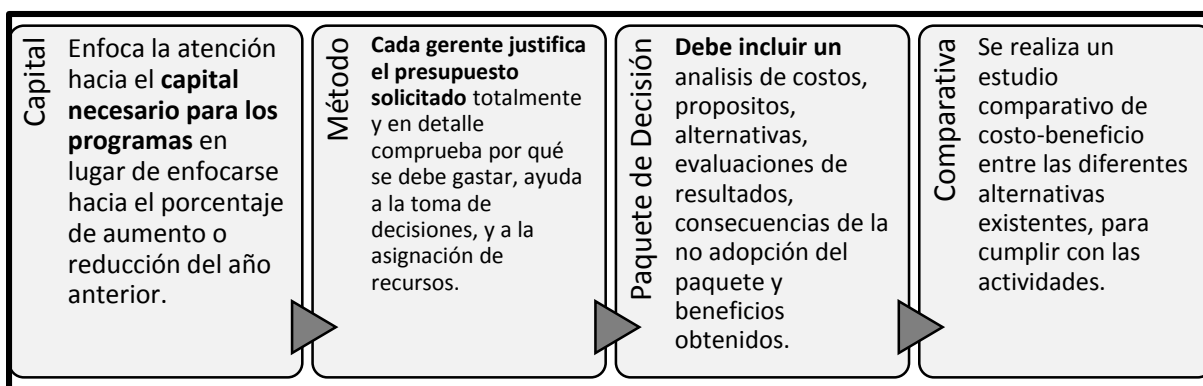 Capital
Enfoca la atención
hacia el capital
necesario para los
programas en
lugar de enfocarse
hacia el porcentaje
de aumento o
reducción del año
anterior.
Método
Cada gerente justifica
el presupuesto
solicitado totalmente
y en detalle
comprueba por qué
se debe gastar, ayuda
a la toma de
decisiones, y a la
asignación de
recursos.
Paquete de Decisión
Debe incluir un
analisis de costos,
propositos,
alternativas,
evaluaciones de
resultados,
consecuencias de la
no adopción del
paquete y
beneficios
obtenidos.
Comparativa
Se realiza un
estudio
comparativo de
costo-beneficio
entre las diferentes
alternativas
existentes, para
cumplir con las
actividades.